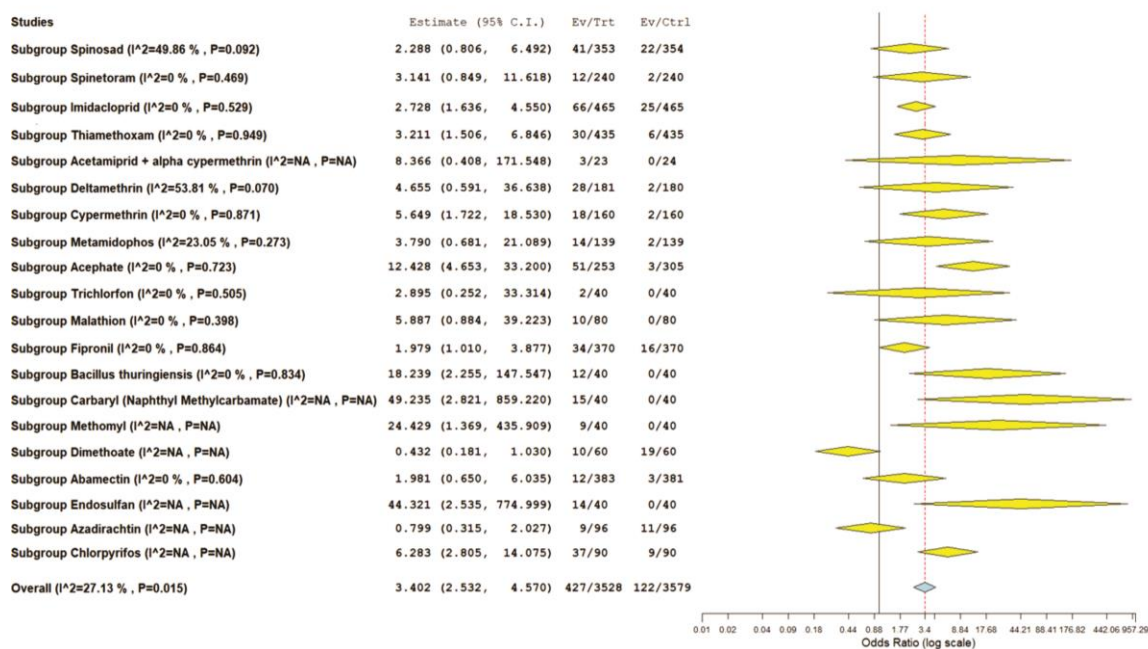 Studies Estimate (95% C.I.) Ev/Trt Ev/Ctrl
Subgroup Spinosad (I^2=49.86 % , P=0.092) 2.288 (0.806, 6.492) 41/353 22/354
Subgroup Spinetoram (I^2=0 % , P=0.469) 3.141 (0.849, 11.618) 12/240 2/240
Subgroup Imidacloprid (I^2=0 % , P=0.529) 2.728 (1.636, 4.550) 66/465 25/465
Subgroup Thiamethoxam (I^2=0 % , P=0.949) 3.211 (1.506, 6.846) 30/435 6/435
Subgroup Acetamiprid + alpha cypermethrin (I^2=NA , P=NA) 8.366 (0.408, 171.548) 3/23 0/24
Subgroup Deltamethrin (I^2=53.81 % , P=0.070) 4.655 (0.591, 36.638) 28/181 2/180
Subgroup Cypermethrin (I^2=0 % , P=0.871) 5.649 (1.722, 18.530) 18/160 2/160
Subgroup Metamidophos (I^2=23.05 % , P=0.273) 3.790 (0.681, 21.089) 14/139 2/139
Subgroup Acephate (I^2=0 % , P=0.723) 12.428 (4.653, 33.200) 51/253 3/305
Subgroup Trichlorfon (I^2=0 % , P=0.505) 2.895 (0.252, 33.314) 2/40 0/40
Subgroup Malathion (I^2=0 % , P=0.398) 5.887 (0.884, 39.223) 10/80 0/80
Subgroup Fipronil (I^2=0 % , P=0.864) 1.979 (1.010, 3.877) 34/370 16/370
Subgroup Bacillus thuringiensis (I^2=0 % , P=0.834) 18.239 (2.255, 147.547) 12/40 0/40
Subgroup Carbaryl (Naphthyl Methylcarbamate) (I^2=NA , P=NA) 49.235 (2.821, 859.220) 15/40 0/40
Subgroup Methomyl (I^2=NA , P=NA) 24.429 (1.369, 435.909) 9/40 0/40
Subgroup Dimethoate (I^2=NA , P=NA) 0.432 (0.181, 1.030) 10/60 19/60
Subgroup Abamectin (I^2=0 % , P=0.604) 1.981 (0.650, 6.035) 12/383 3/381
Subgroup Endosulfan (I^2=NA , P=NA) 44.321 (2.535, 774.999) 14/40 0/40
Subgroup Azadirachtin (I^2=NA , P=NA) 0.799 (0.315, 2.027) 9/96 11/96
Subgroup Chlorpyrifos (I^2=NA , P=NA) 6.283 (2.805, 14.075) 37/90 9/90
Overall (I^2=27.13 % , P=0.015) 3.402 (2.532, 4.570) 427/3528 122/3579
0.01 0.02 0.04 0.09 0.18 0.44 0.88 1.77 3.4 8.84 17.68 44.21 88.41 176.82 442.06 957.29
Odds Ratio (log scale)